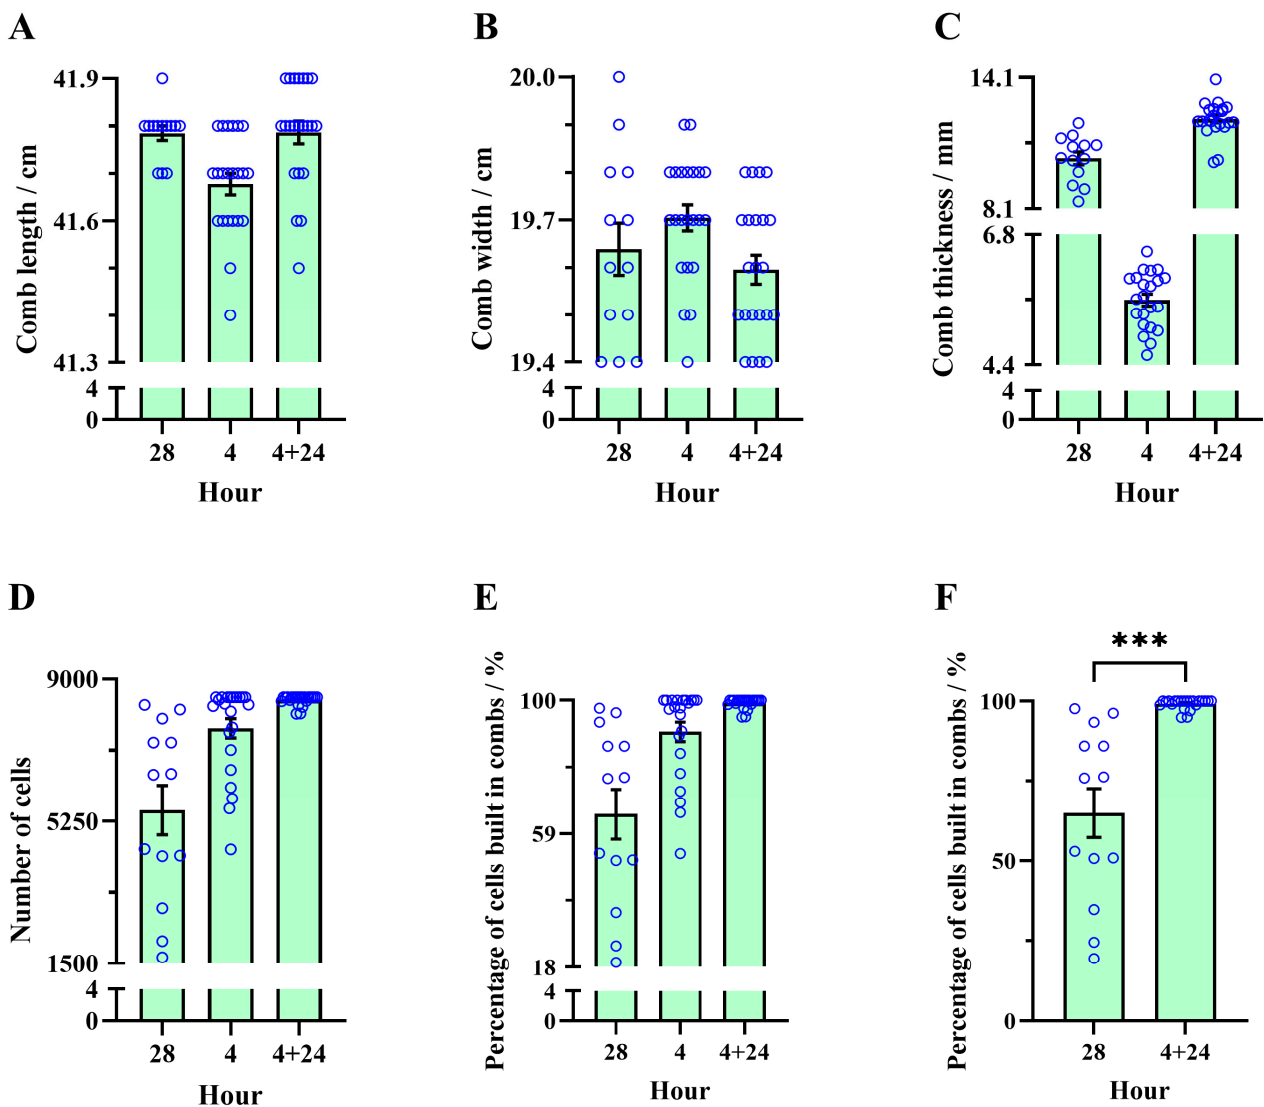 A
Comb length / cm
41.9
41.6
41.3
4
0
28
4
4+24
Hour
B
Comb width / cm
20.0
19.7
19.4
4
0
28
4
4+24
Hour
C
Comb thickness / mm
14.1
8.1
6.8
4.4
4
0
28
4
4+24
Hour
D
Number of cells
9000
5250
1500
4
0
28
4
4+24
Hour
E
Percentage of cells built in combs / %
100
59
18
4
0
28
4
4+24
Hour
F
Percentage of cells built in combs / %
***
100
50
0
28
4+24
Hour